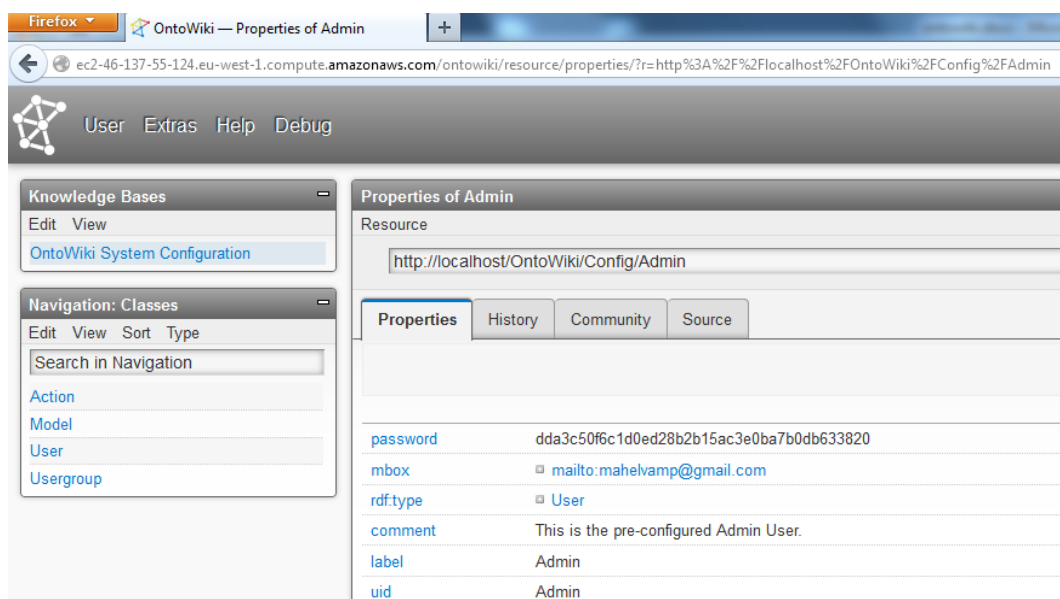 Firefox
OntoWiki — Properties of Admin
+
ec2-46-137-55-124.eu-west-1.compute.amazonaws.com/ontowiki/resource/properties/?r=http%3A%2F%2Flocalhost%2FOntoWiki%2FConfig%2FAdmin
User Extras Help Debug
Knowledge Bases
Edit View
OntoWiki System Configuration
Navigation: Classes
Edit View Sort Type
Search in Navigation
Action
Model
User
Usergroup
Properties of Admin
Resource
http://localhost/OntoWiki/Config/Admin
Properties History Community Source
password dda3c50f6c1d0ed28b2b15ac3e0ba7b0db633820
mbox mailto:mahelvamp@gmail.com
rdf:type User
comment This is the pre-configured Admin User.
label Admin
uid Admin